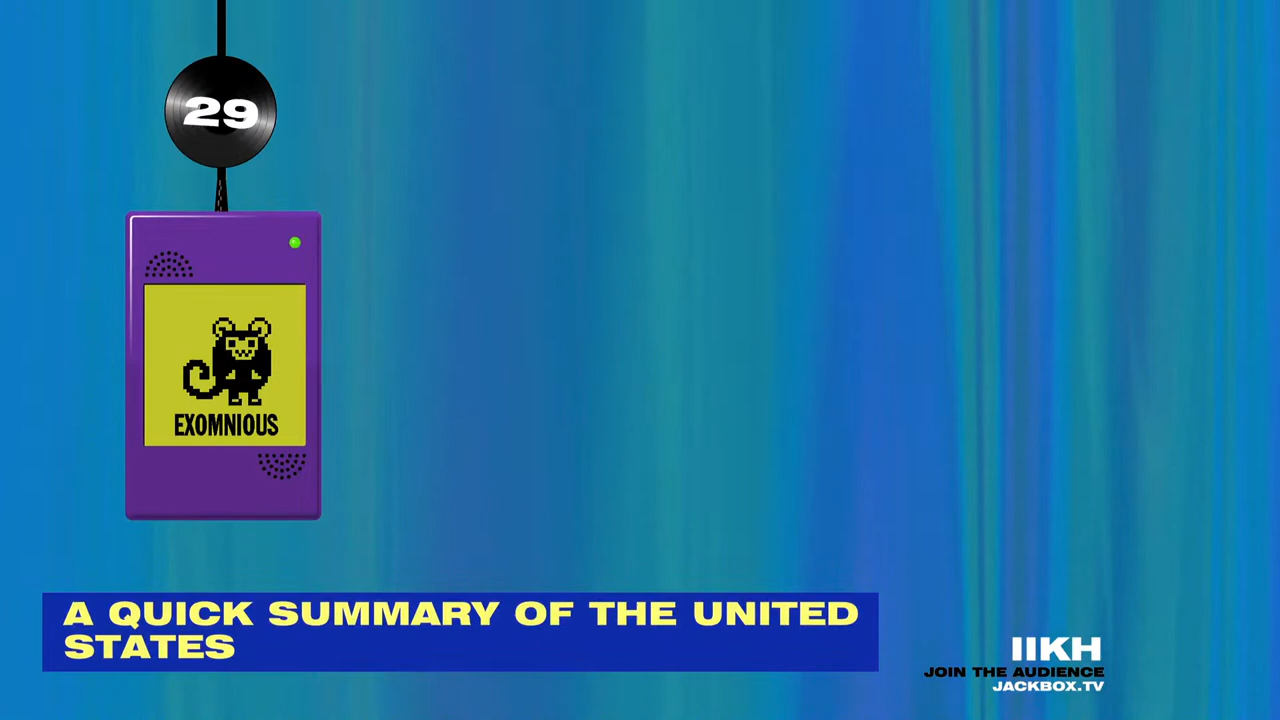 29
EXOMNIOUS
A QUICK SUMMARY OF THE UNITED
STATES
IIKH
JOIN THE AUDIENCE
JACKBOX.TV